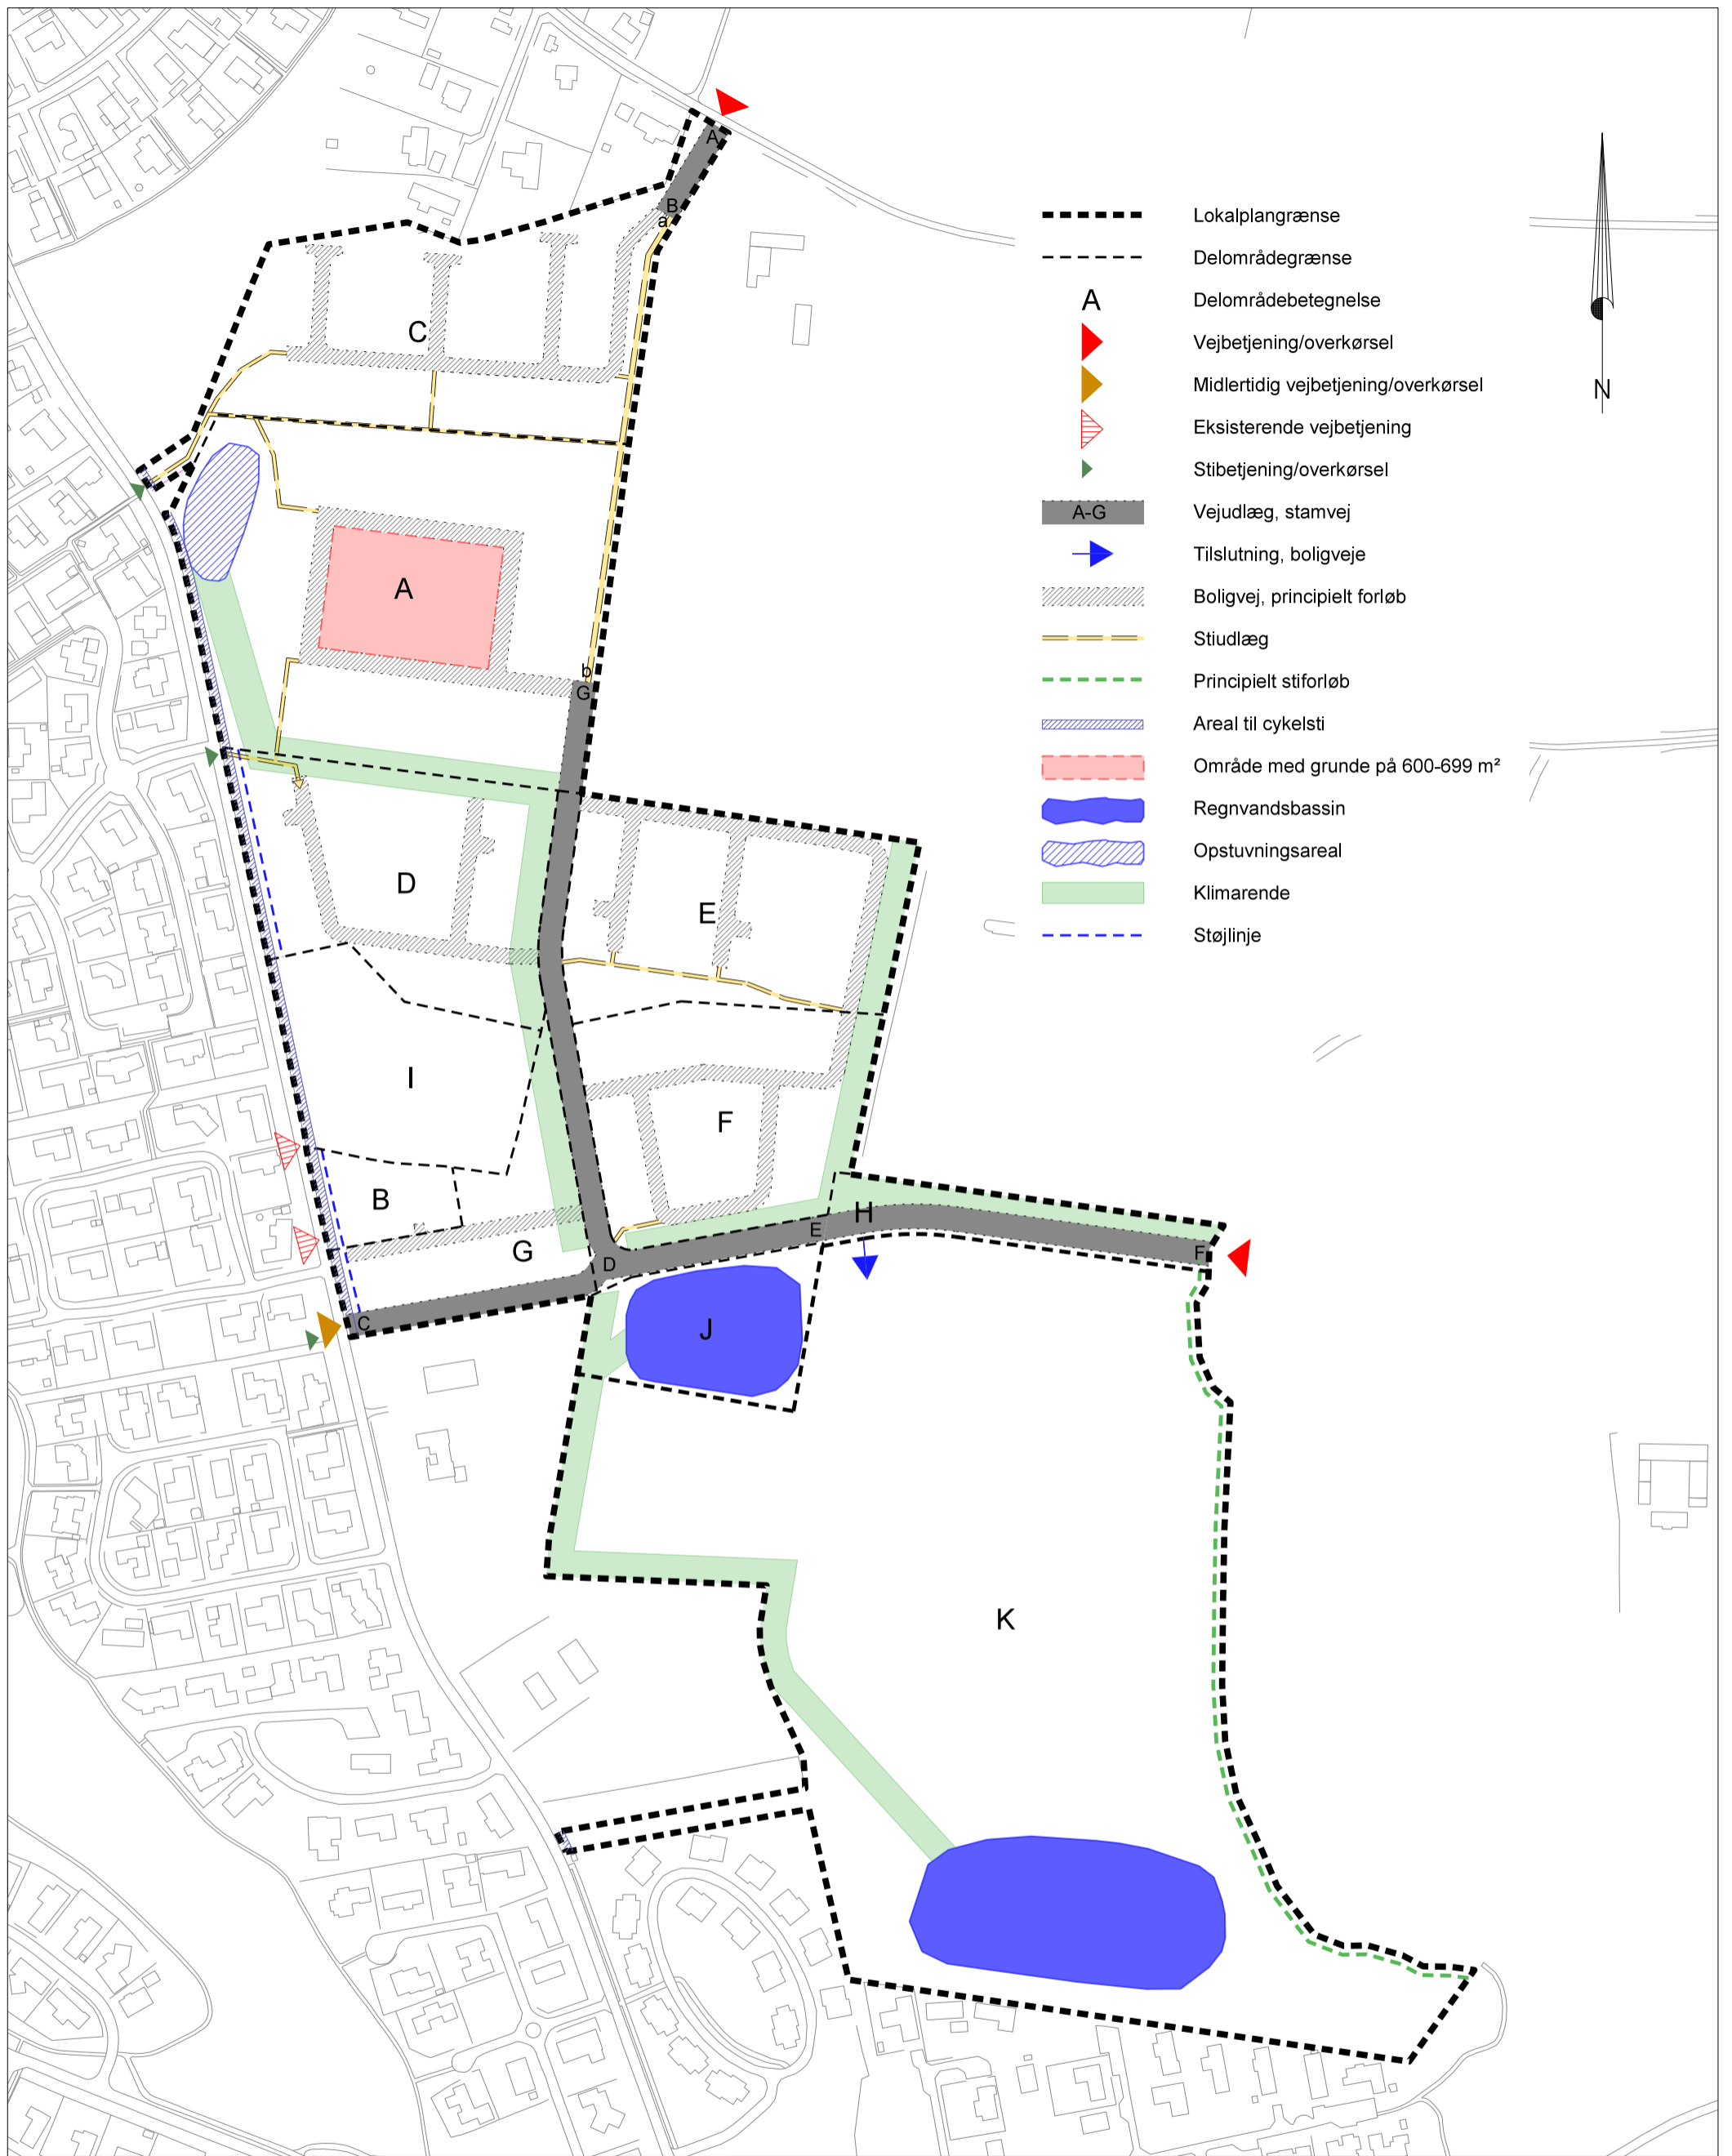 A
B
a
Lokalplangrænse
Delområdegrænse
A Delområdebetegnelse
Vejbetjening/overkørsel
Midlertidig vejbetjening/overkørsel
N
Eksisterende vejbetjening
Stibetjening/overkørsel
A-G Vejudlæg, stamvej
Tilslutning, boligveje
Boligvej, principielt forløb
Stiudlæg
Principielt stiforløb
Areal til cykelsti
Område med grunde på 600-699 m²
Regnvandsbassin
Opstuvningsareal
Klimarende
Støjlinje
C
A
b
G
D
E
I
F
B
H
E
G
F
D
C
J
K